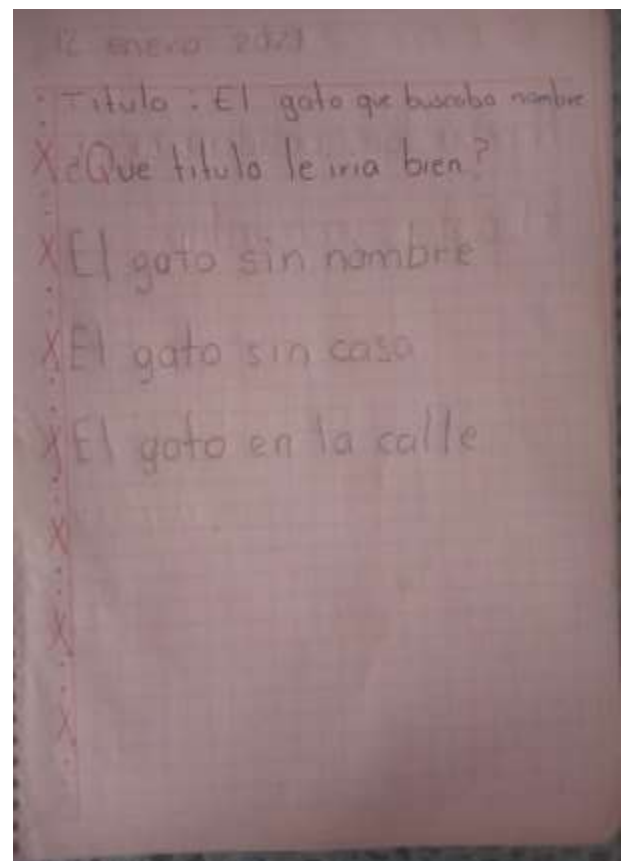 12 enero 2023
Titulo : El gato que buscaba nombre
¿Que titulo le iria bien?
El gato sin nombre
El gato sin casa
El gato en la calle